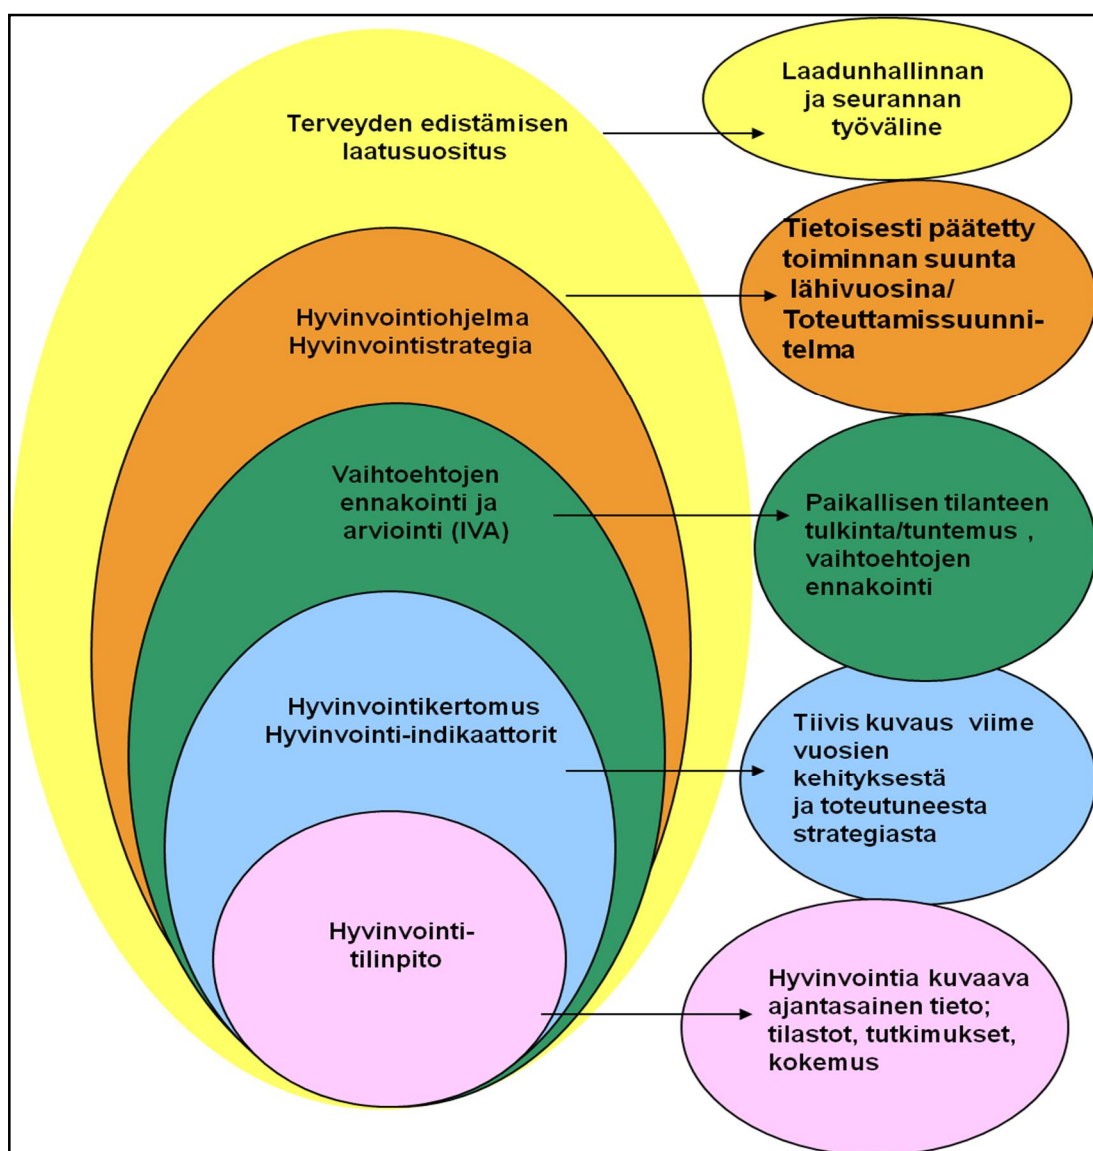 Terveyden edistämisen
laatusuositus
Laadunhallinnan
ja seurannan
työväline
Hyvinvointiohjelma
Hyvinvointistrategia
Tietoisesti päätetty
toiminnan suunta
lähivuosina/
Toteuttamissuunni-
telma
Vaihtoehtojen
ennakointi ja
arviointi (IVA)
Paikallisen tilanteen
tulkinta/tuntemus ,
vaihtoehtojen
ennakointi
Hyvinvointikertomus
Hyvinvointi-indikaattorit
Tiivis kuvaus viime
vuosien
kehityksestä
ja toteutuneesta
strategiasta
Hyvinvointi-
tilinpito
Hyvinvointia kuvaava
ajantasainen tieto;
tilastot, tutkimukset,
kokemus